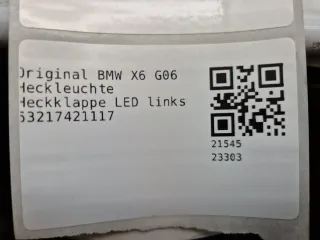 Original BMW X6 G06
Heckleuchte
Heckklappe LED links
63217421117
21545
23303